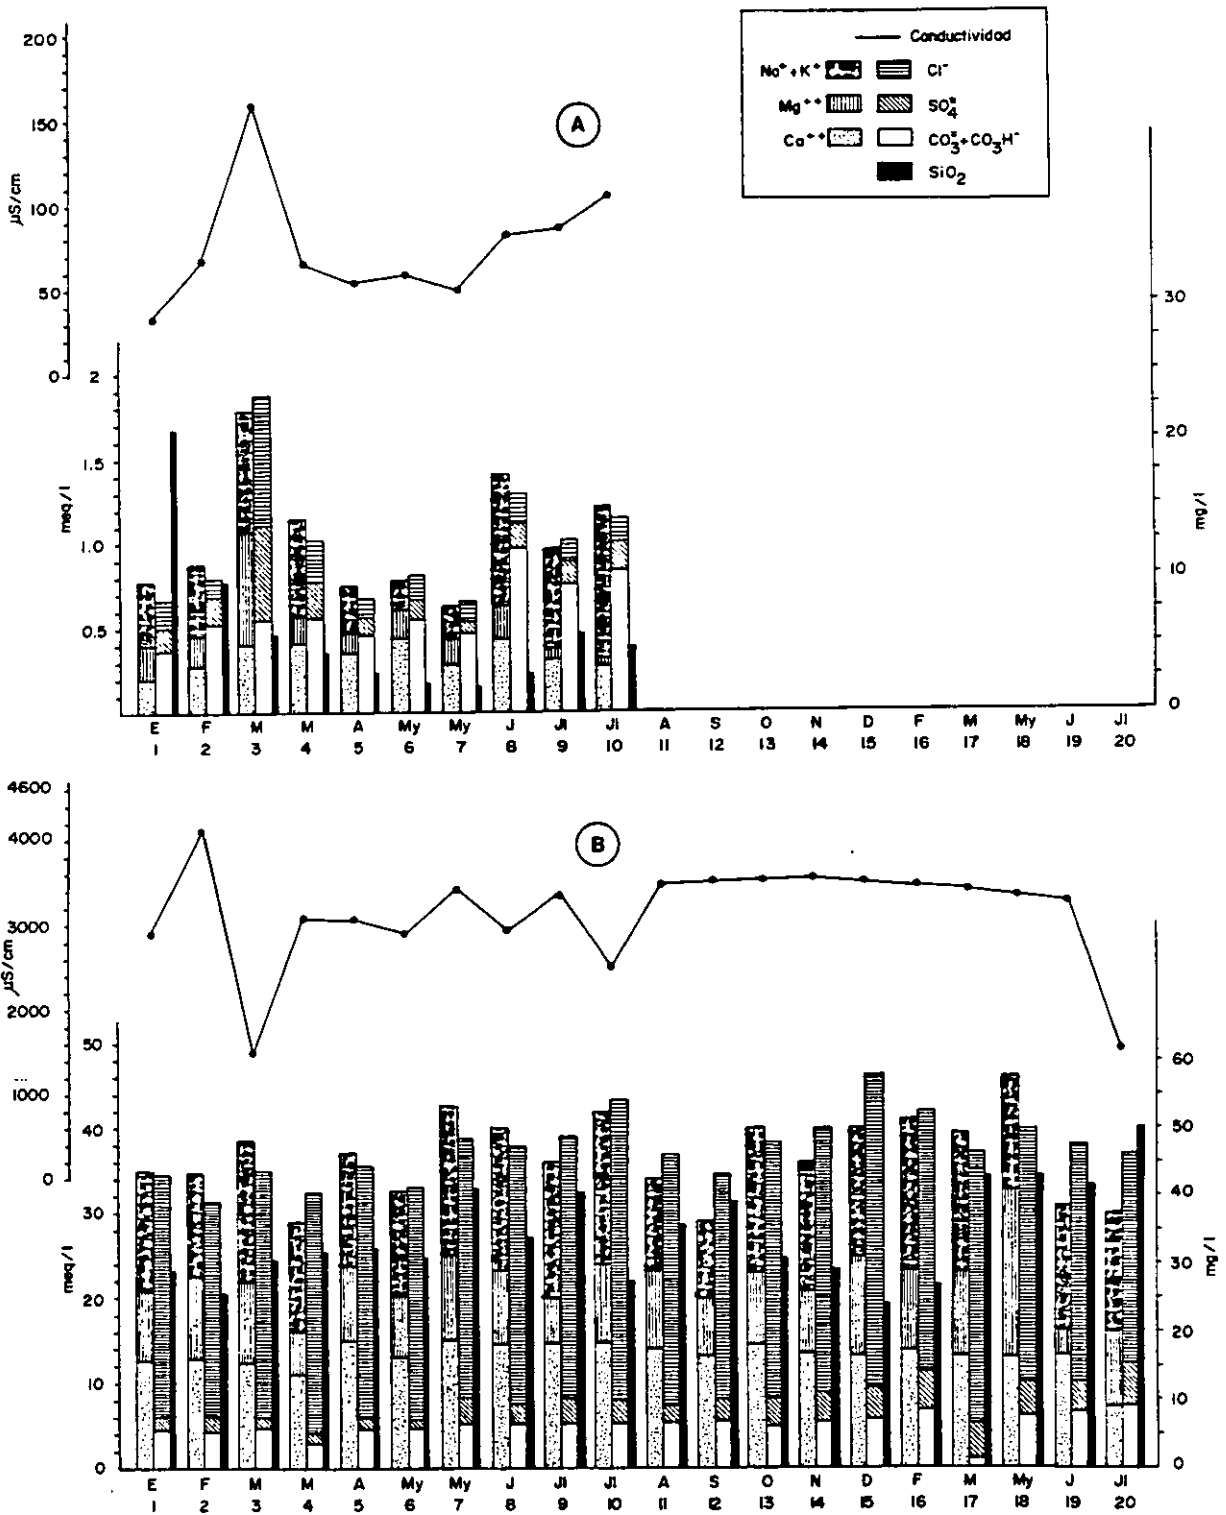 Conductividad
Na⁺+K⁺ Cl⁻
Mg⁺⁺ SO₄⁼
Ca⁺⁺ CO₃⁼+CO₃H⁻
SiO₂
A
µS/cm
200
150
100
50
0
meq/l
2
1.5
1.0
0.5
mg/l
30
20
10
0
E F M M A My My J Jl Jl A S O N D F M My J Jl
1 2 3 4 5 6 7 8 9 10 11 12 13 14 15 16 17 18 19 20
B
µS/cm
4600
4000
3000
2000
1000
0
meq/l
50
40
30
20
10
0
mg/l
60
50
40
30
20
10
0
E F M M A My My J Jl Jl A S O N D F M My J Jl
1 2 3 4 5 6 7 8 9 10 11 12 13 14 15 16 17 18 19 20